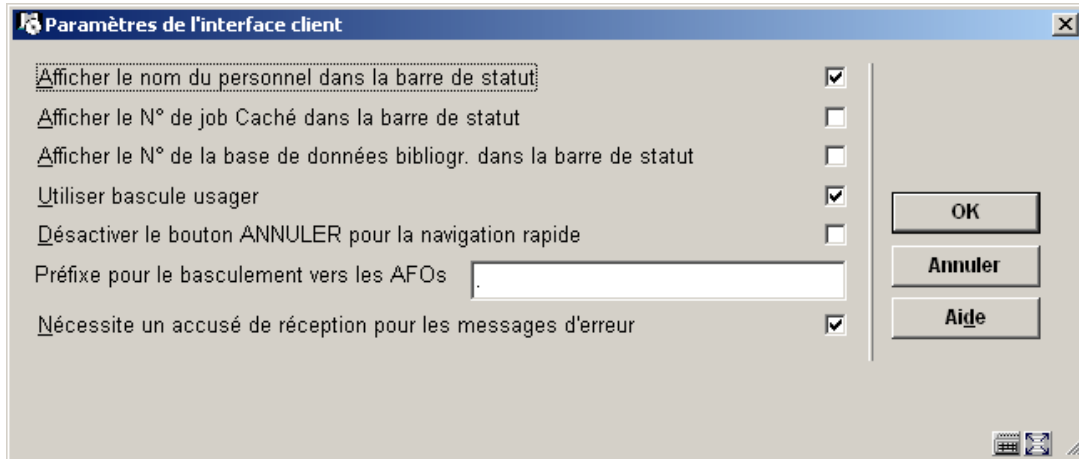 Paramètres de l'interface client
Afficher le nom du personnel dans la barre de statut
Afficher le N° de job Caché dans la barre de statut
Afficher le N° de la base de données bibliogr. dans la barre de statut
Utiliser bascule usager
Désactiver le bouton ANNULER pour la navigation rapide
Préfixe pour le basculement vers les AFOs
.
Nécessite un accusé de réception pour les messages d'erreur
OK
Annuler
Aide